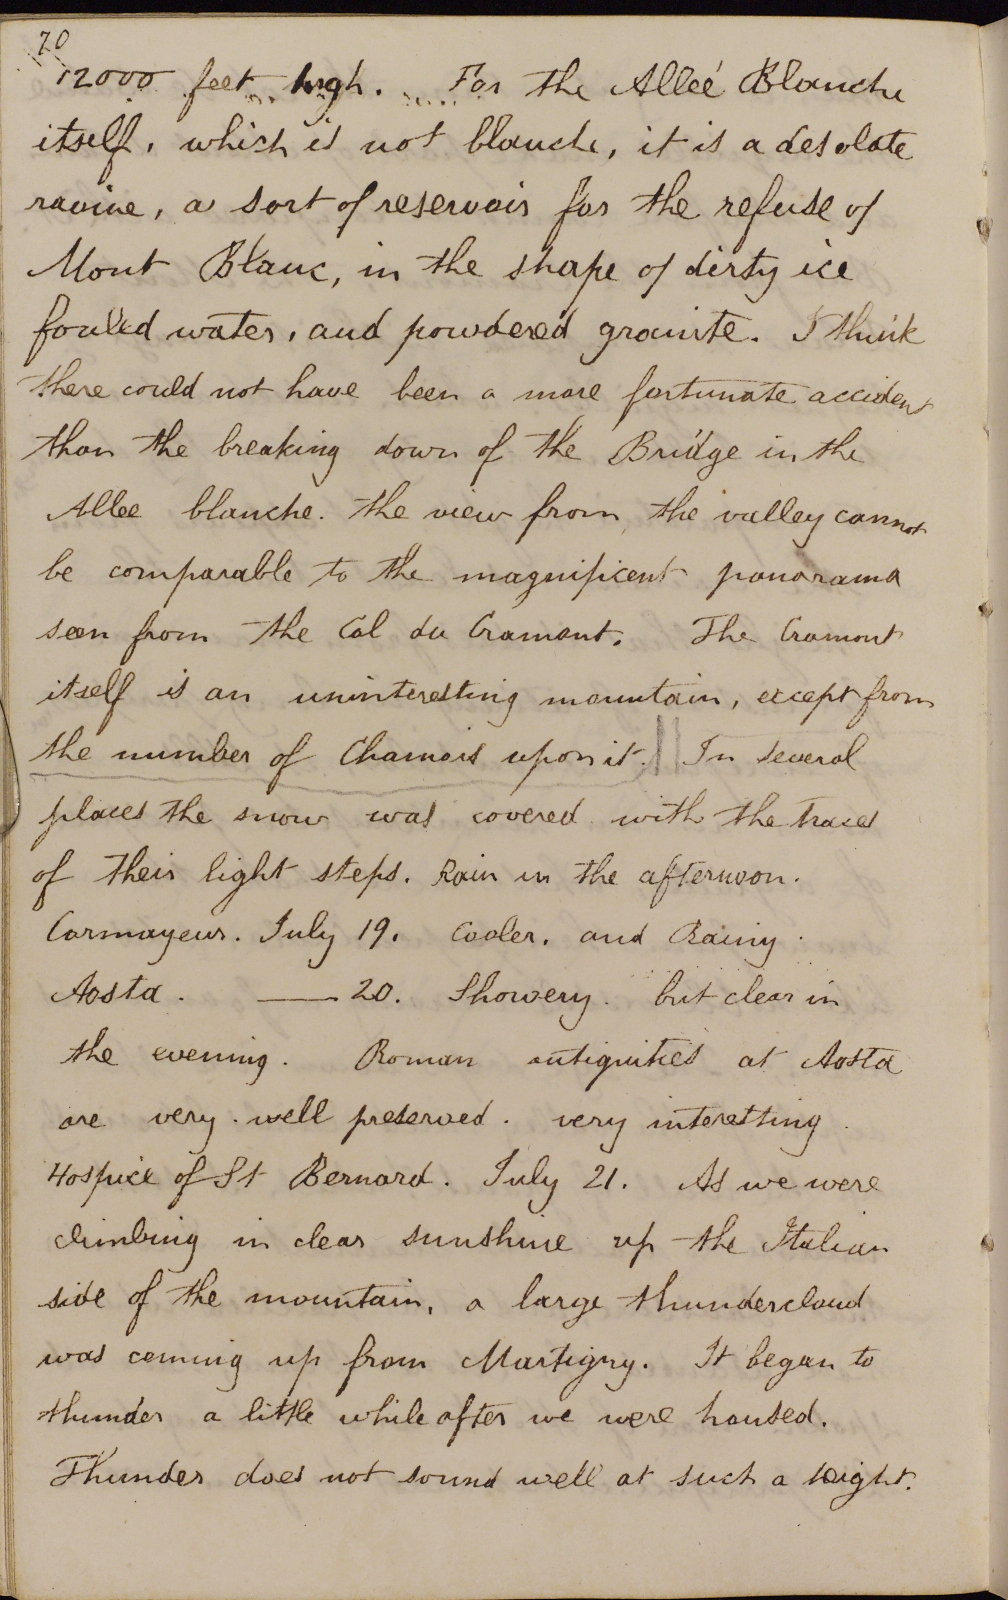 70
12000 feet high. For the Alleé Blanche
itself, which is not blanche, it is a desolate
ravine, a sort of reservoir for the refuse of
Mont Blanc, in the shape of dirty ice
fouled water, and powdered granite. I think
there could not have been a more fortunate accident
than the breaking down of the Bridge in the
Allee blanche. the view from the valley cannot
be comparable to the magnificent panorama
seen from the Col du Cramont. The Cramont
itself is an uninteresting mountain, except from
the number of Chamois upon it. In several
places the snow was covered with the traces
of their light steps. Rain in the afternoon.
Cormayeur. July 19. Cooler. and Rainy.
Aosta. — 20. Showery. but clear in
the evening. Roman antiquities at Aosta
are very well preserved. very interesting.
Hospice of St Bernard. July 21. As we were
climbing in clear sunshine up the Italian
side of the mountain, a large thundercloud
was coming up from Martigny. It began to
thunder a little while after we were housed.
Thunder does not sound well at such a height.